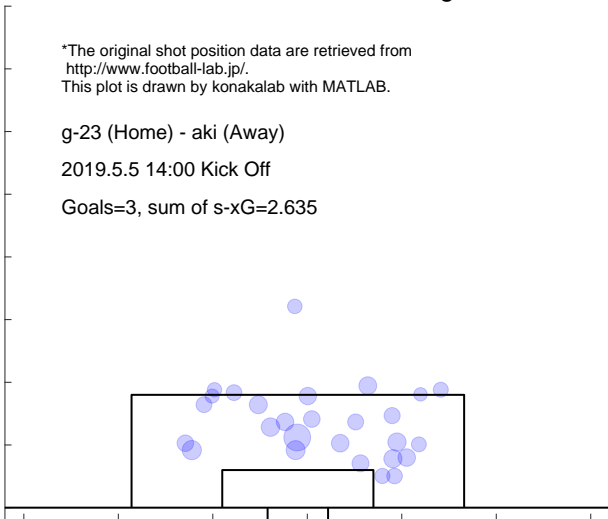 *The original shot position data are retrieved from
http://www.football-lab.jp/.
This plot is drawn by konakalab with MATLAB.
g-23 (Home) - aki (Away)
2019.5.5 14:00 Kick Off
Goals=3, sum of s-xG=2.635